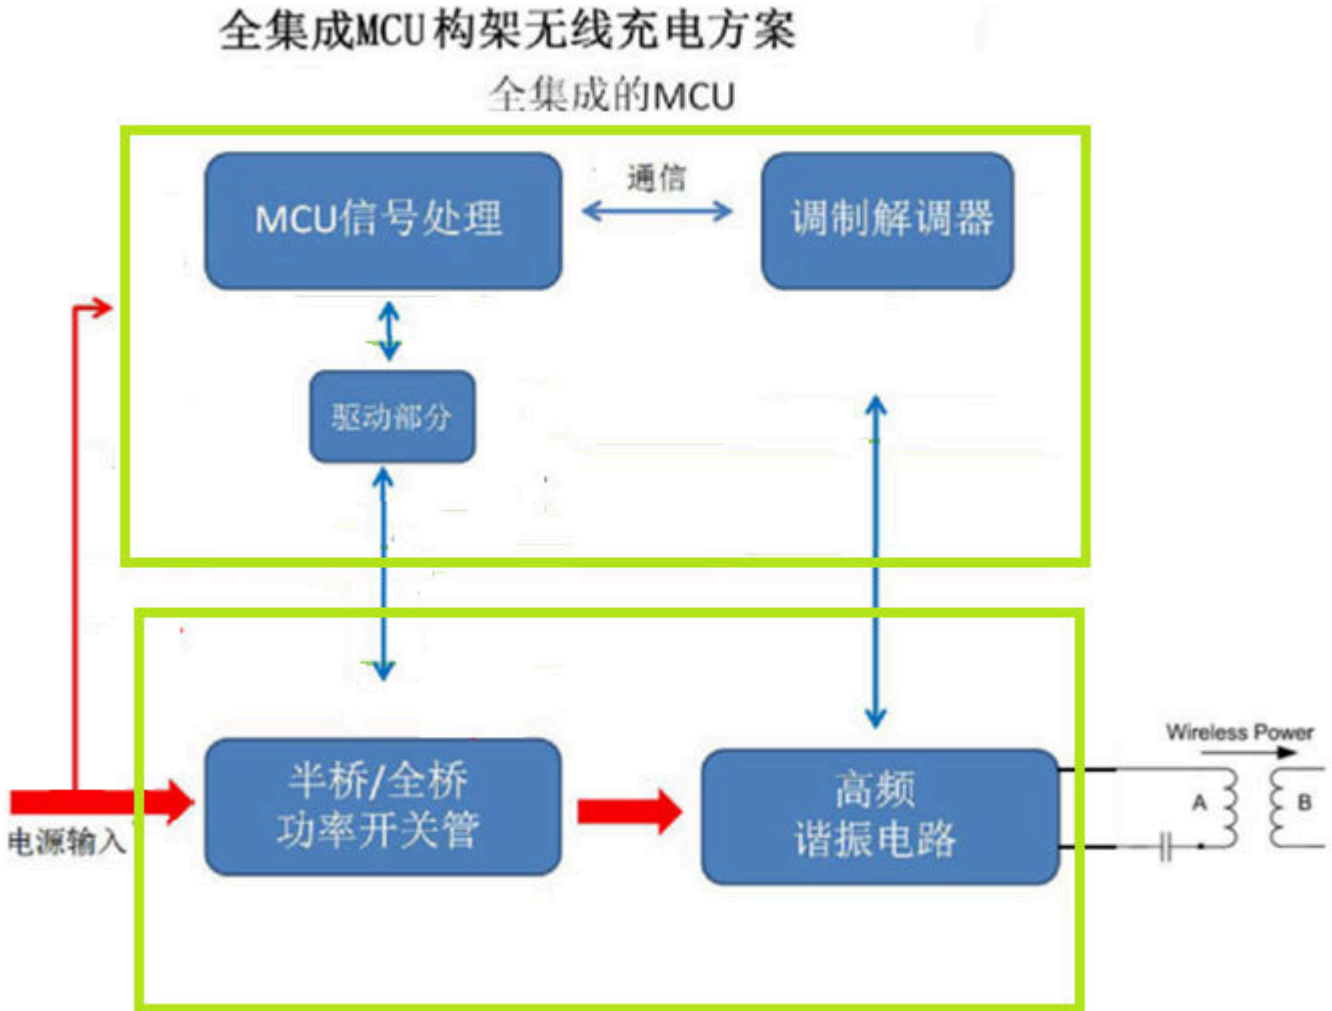 全集成MCU构架无线充电方案
全集成的MCU
MCU信号处理
通信
调制解调器
驱动部分
半桥/全桥
功率开关管
高频
谐振电路
电源输入
Wireless Power
A
B